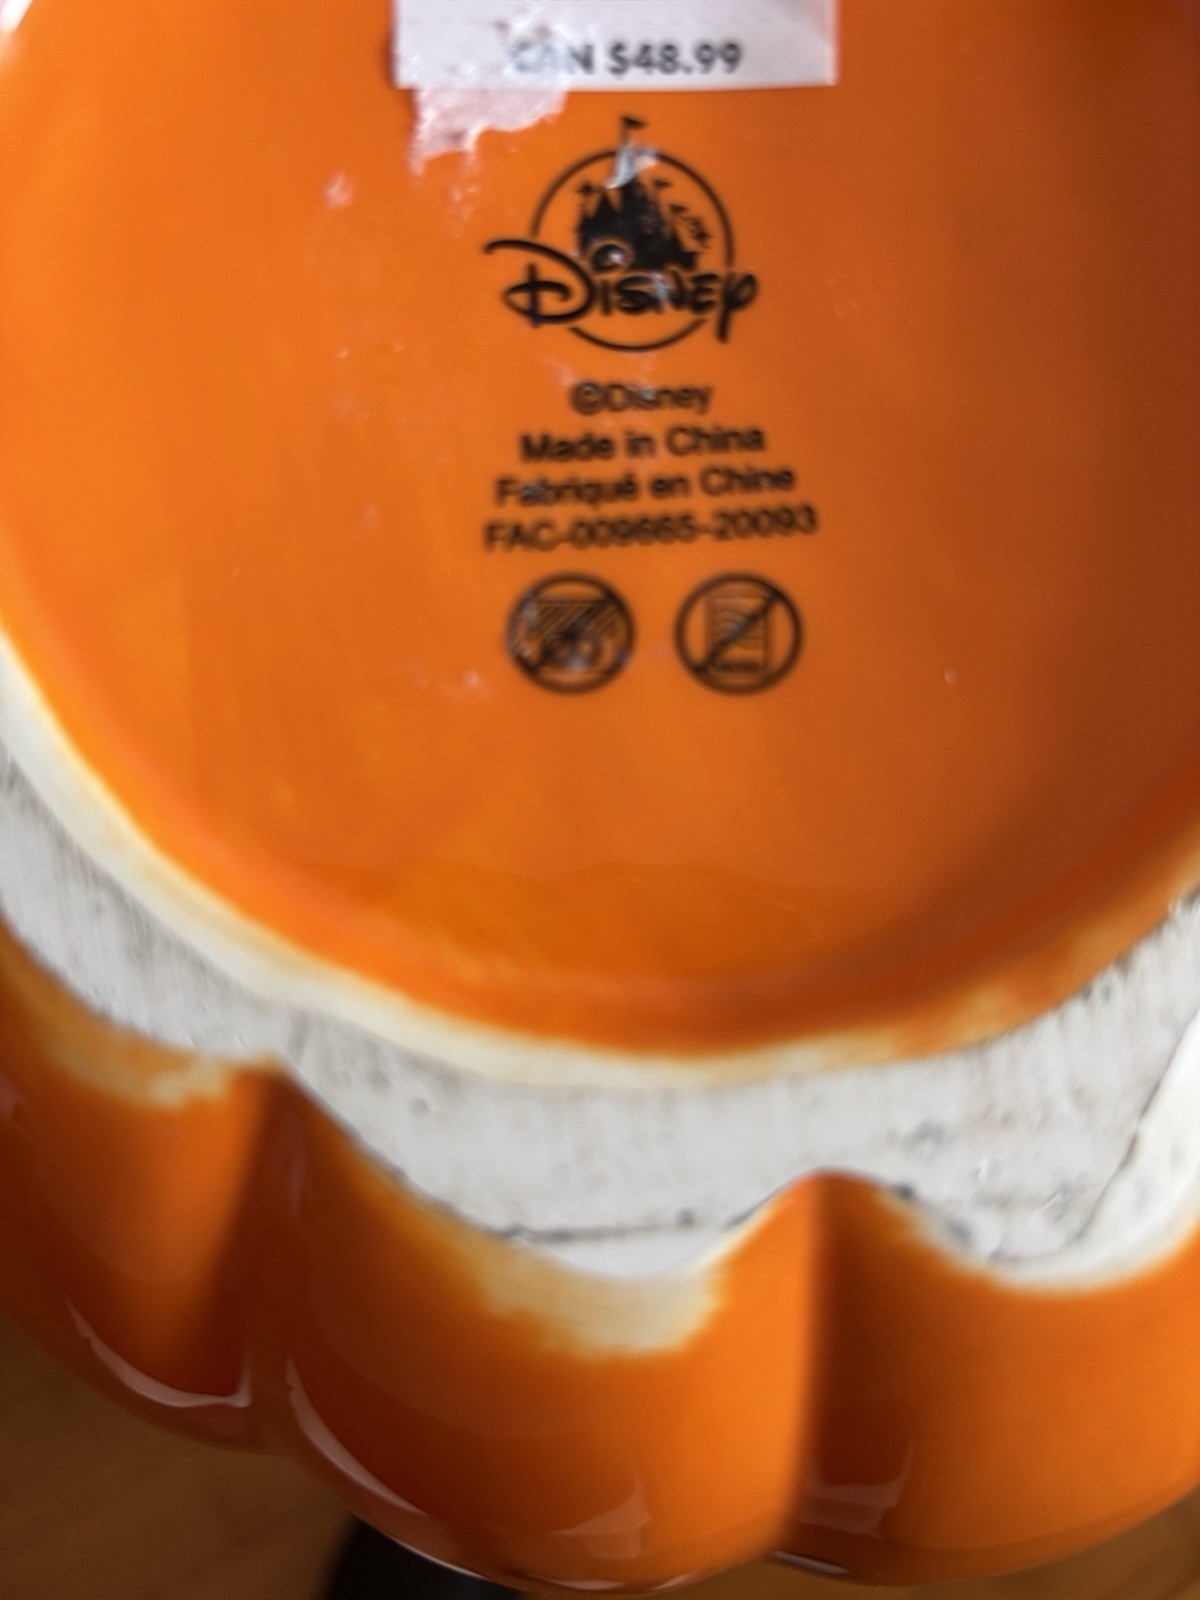 CAN $48.99
Disney
©Disney
Made in China
Fabriqué en Chine
FAC-009665-20093